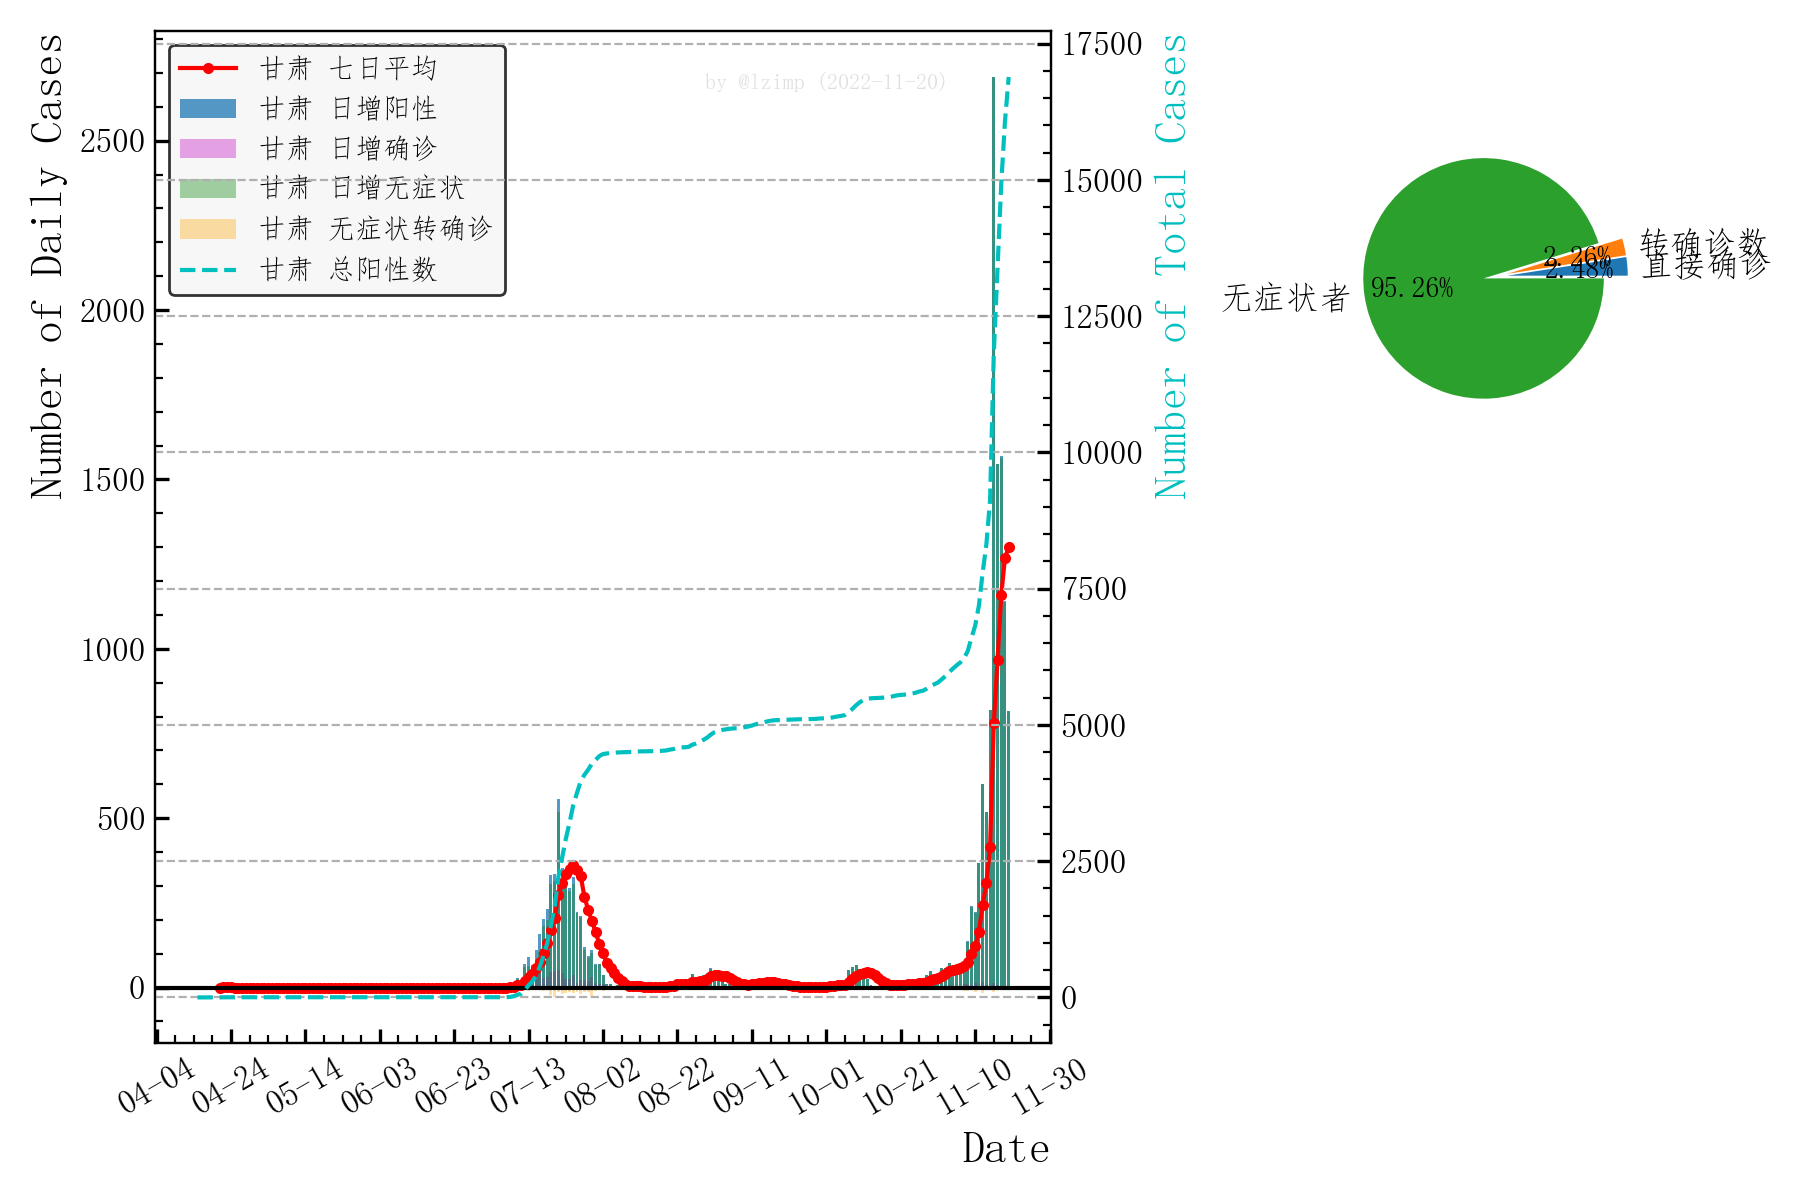 甘肃 七日平均
甘肃 日增阳性
甘肃 日增确诊
甘肃 日增无症状
甘肃 无症状转确诊
甘肃 总阳性数
by @lzimp (2022-11-20)
Number of Daily Cases
2500
2000
1500
1000
500
0
Number of Total Cases
17500
15000
12500
10000
7500
5000
2500
0
04-04
04-24
05-14
06-03
06-23
07-13
08-02
08-22
09-11
10-01
10-21
11-10
11-30
Date
转确诊数
2.26%
直接确诊
2.48%
无症状者
95.26%